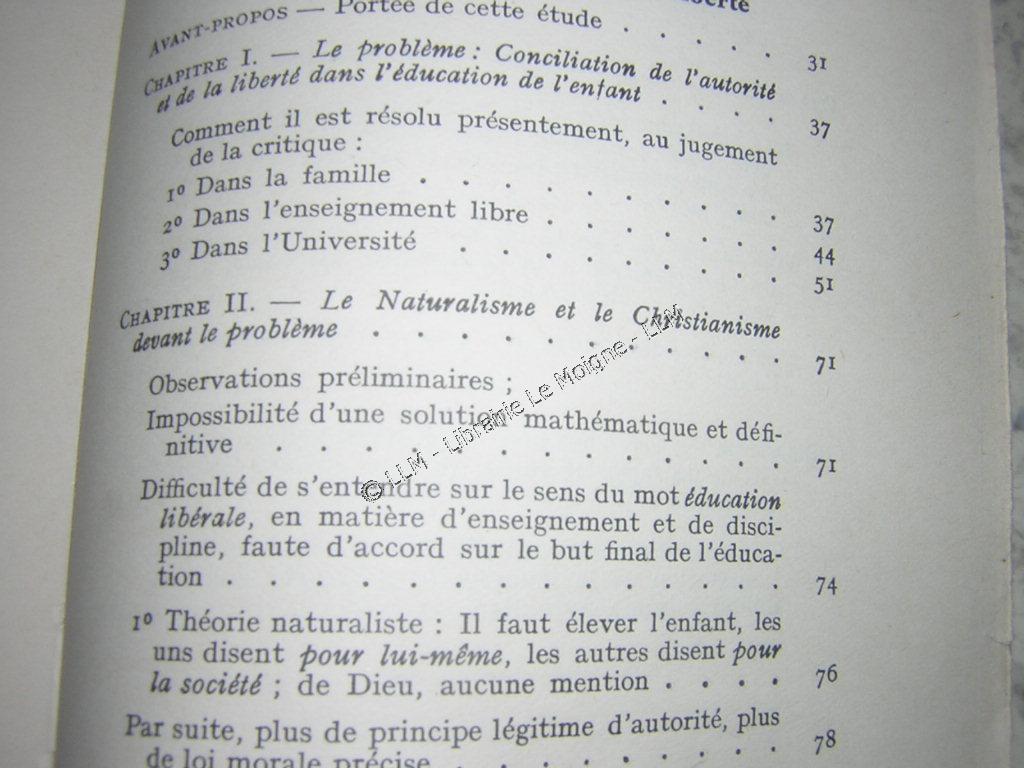 AVANT-PROPOS — Portée de cette étude . . . . . 31
CHAPITRE I. — Le problème : Conciliation de l'autorité
et de la liberté dans l'éducation de l'enfant . . . . 37
Comment il est résolu présentement, au jugement
de la critique :
1º Dans la famille . . . . . . . . . 37
2º Dans l'enseignement libre . . . . . . . 44
3º Dans l'Université . . . . . . . . 51
CHAPITRE II. — Le Naturalisme et le Christianisme
devant le problème . . . . . . . . . . 71
Observations préliminaires ;
Impossibilité d'une solution mathématique et défi-
nitive . . . . . . . . . . . . 71
Difficulté de s'entendre sur le sens du mot éducation
libérale, en matière d'enseignement et de disci-
pline, faute d'accord sur le but final de l'éduca-
tion . . . . . . . . . . . . . 74
1º Théorie naturaliste : Il faut élever l'enfant, les
uns disent pour lui-même, les autres disent pour
la société ; de Dieu, aucune mention . . . . 76
Par suite, plus de principe légitime d'autorité, plus
de loi morale précise . . . . . . . . 78
© LLM - Librairie Le Moigne - LLM